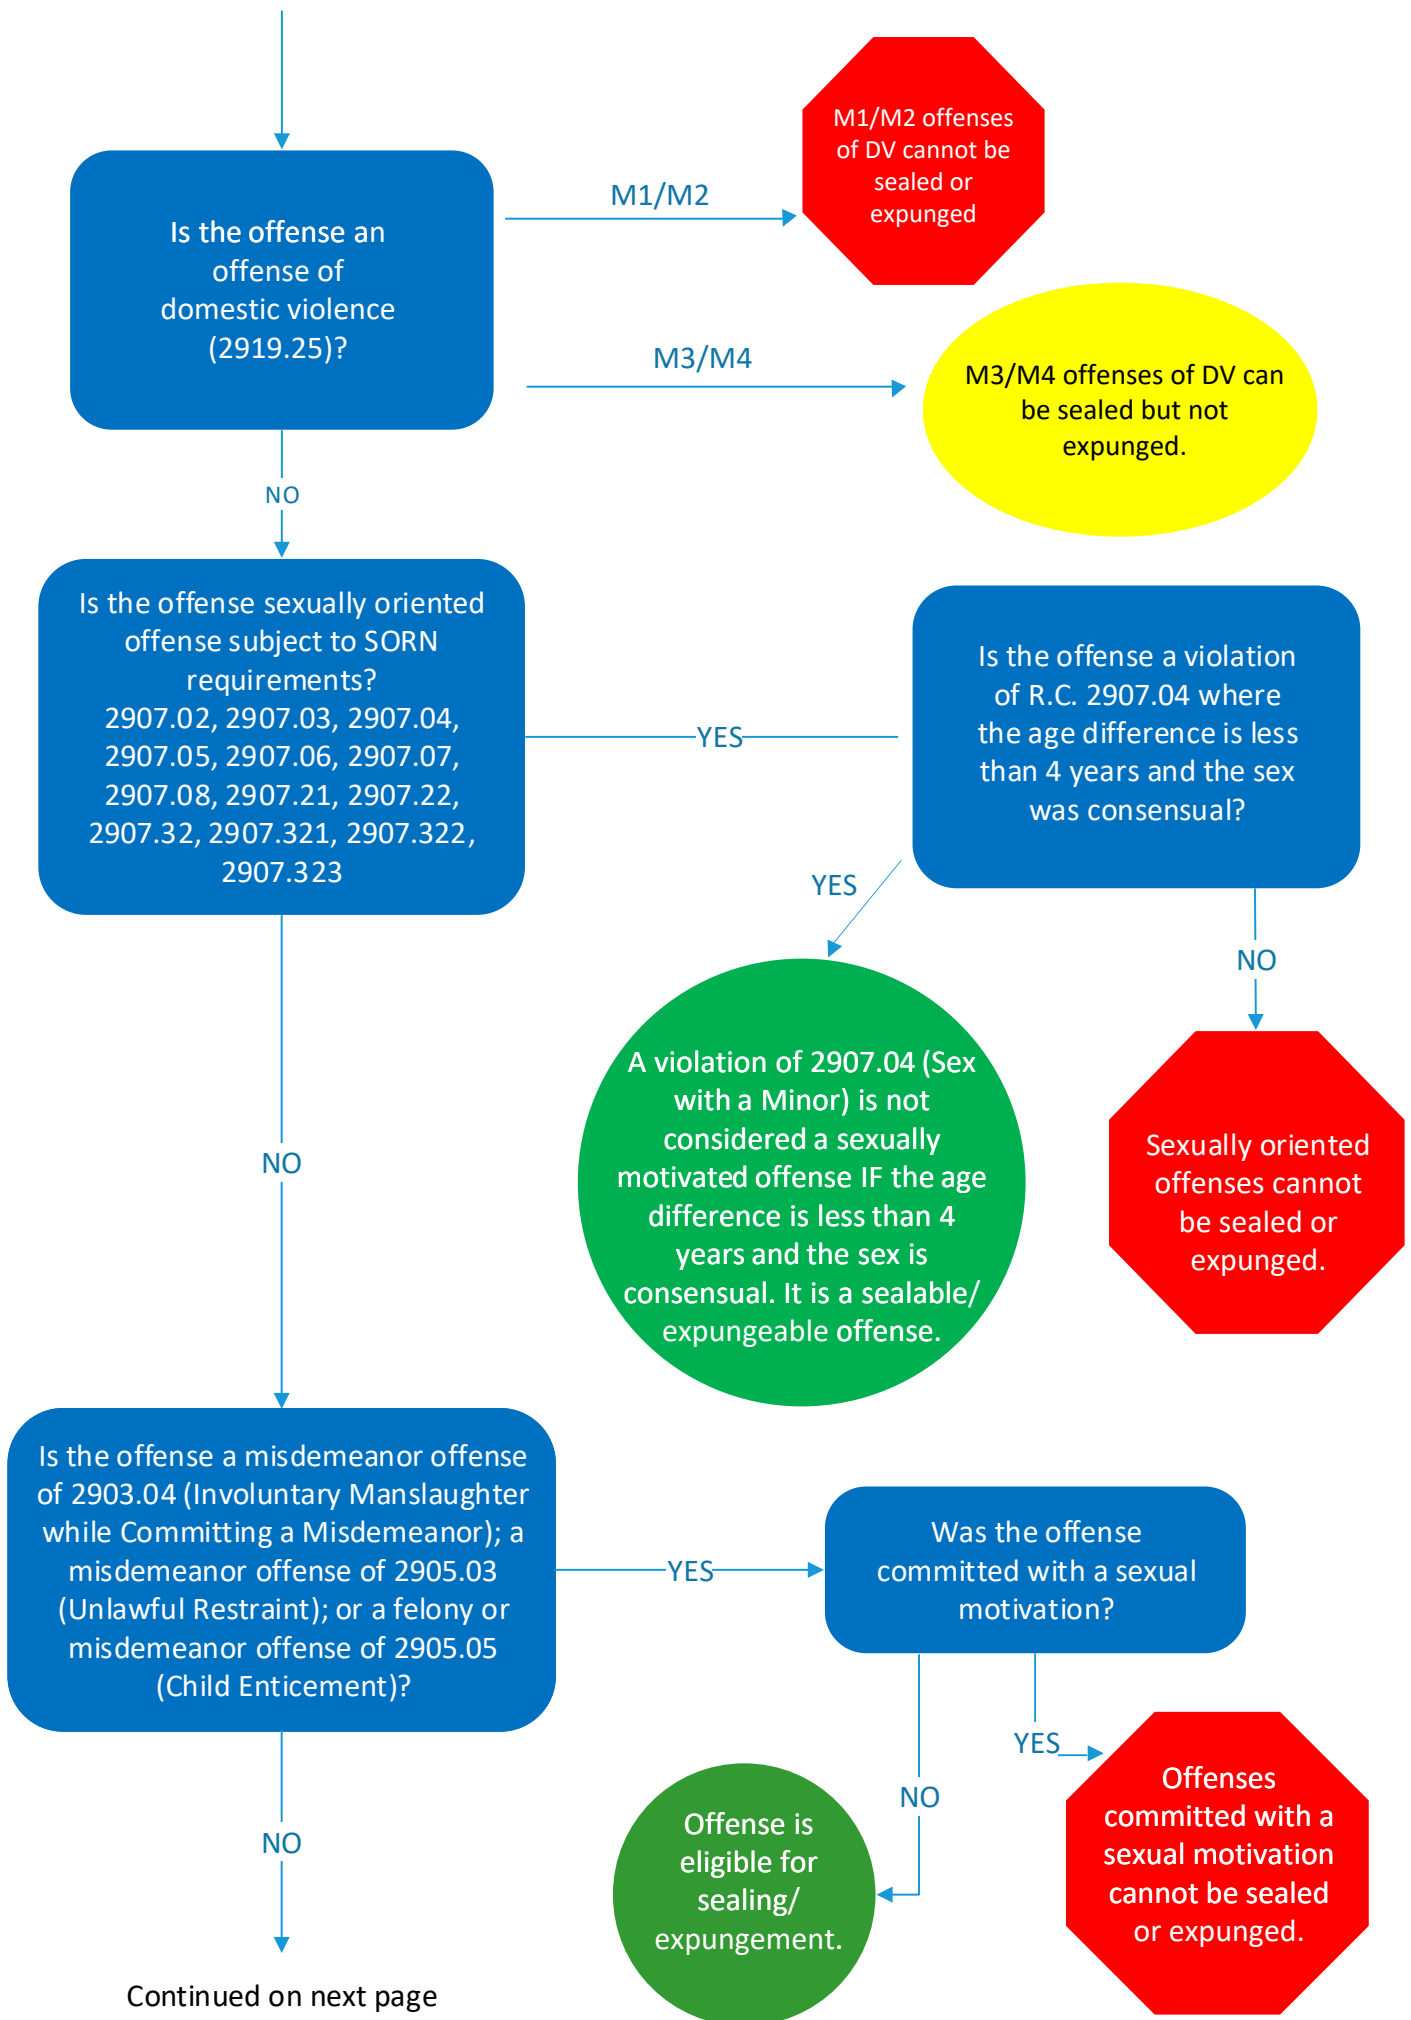 M1/M2 offenses
of DV cannot be
sealed or
expunged
M1/M2
Is the offense an
offense of
domestic violence
(2919.25)?
M3/M4
M3/M4 offenses of DV can
be sealed but not
expunged.
NO
Is the offense sexually oriented
offense subject to SORN
requirements?
2907.02, 2907.03, 2907.04,
2907.05, 2907.06, 2907.07,
2907.08, 2907.21, 2907.22,
2907.32, 2907.321, 2907.322,
2907.323
YES
Is the offense a violation
of R.C. 2907.04 where
the age difference is less
than 4 years and the sex
was consensual?
YES
NO
A violation of 2907.04 (Sex
with a Minor) is not
considered a sexually
motivated offense IF the age
difference is less than 4
years and the sex is
consensual. It is a sealable/
expungeable offense.
Sexually oriented
offenses cannot
be sealed or
expunged.
NO
Is the offense a misdemeanor offense
of 2903.04 (Involuntary Manslaughter
while Committing a Misdemeanor); a
misdemeanor offense of 2905.03
(Unlawful Restraint); or a felony or
misdemeanor offense of 2905.05
(Child Enticement)?
YES
Was the offense
committed with a sexual
motivation?
YES
NO
Offenses
committed with a
sexual motivation
cannot be sealed
or expunged.
Offense is
eligible for
sealing/
expungement.
NO
Continued on next page